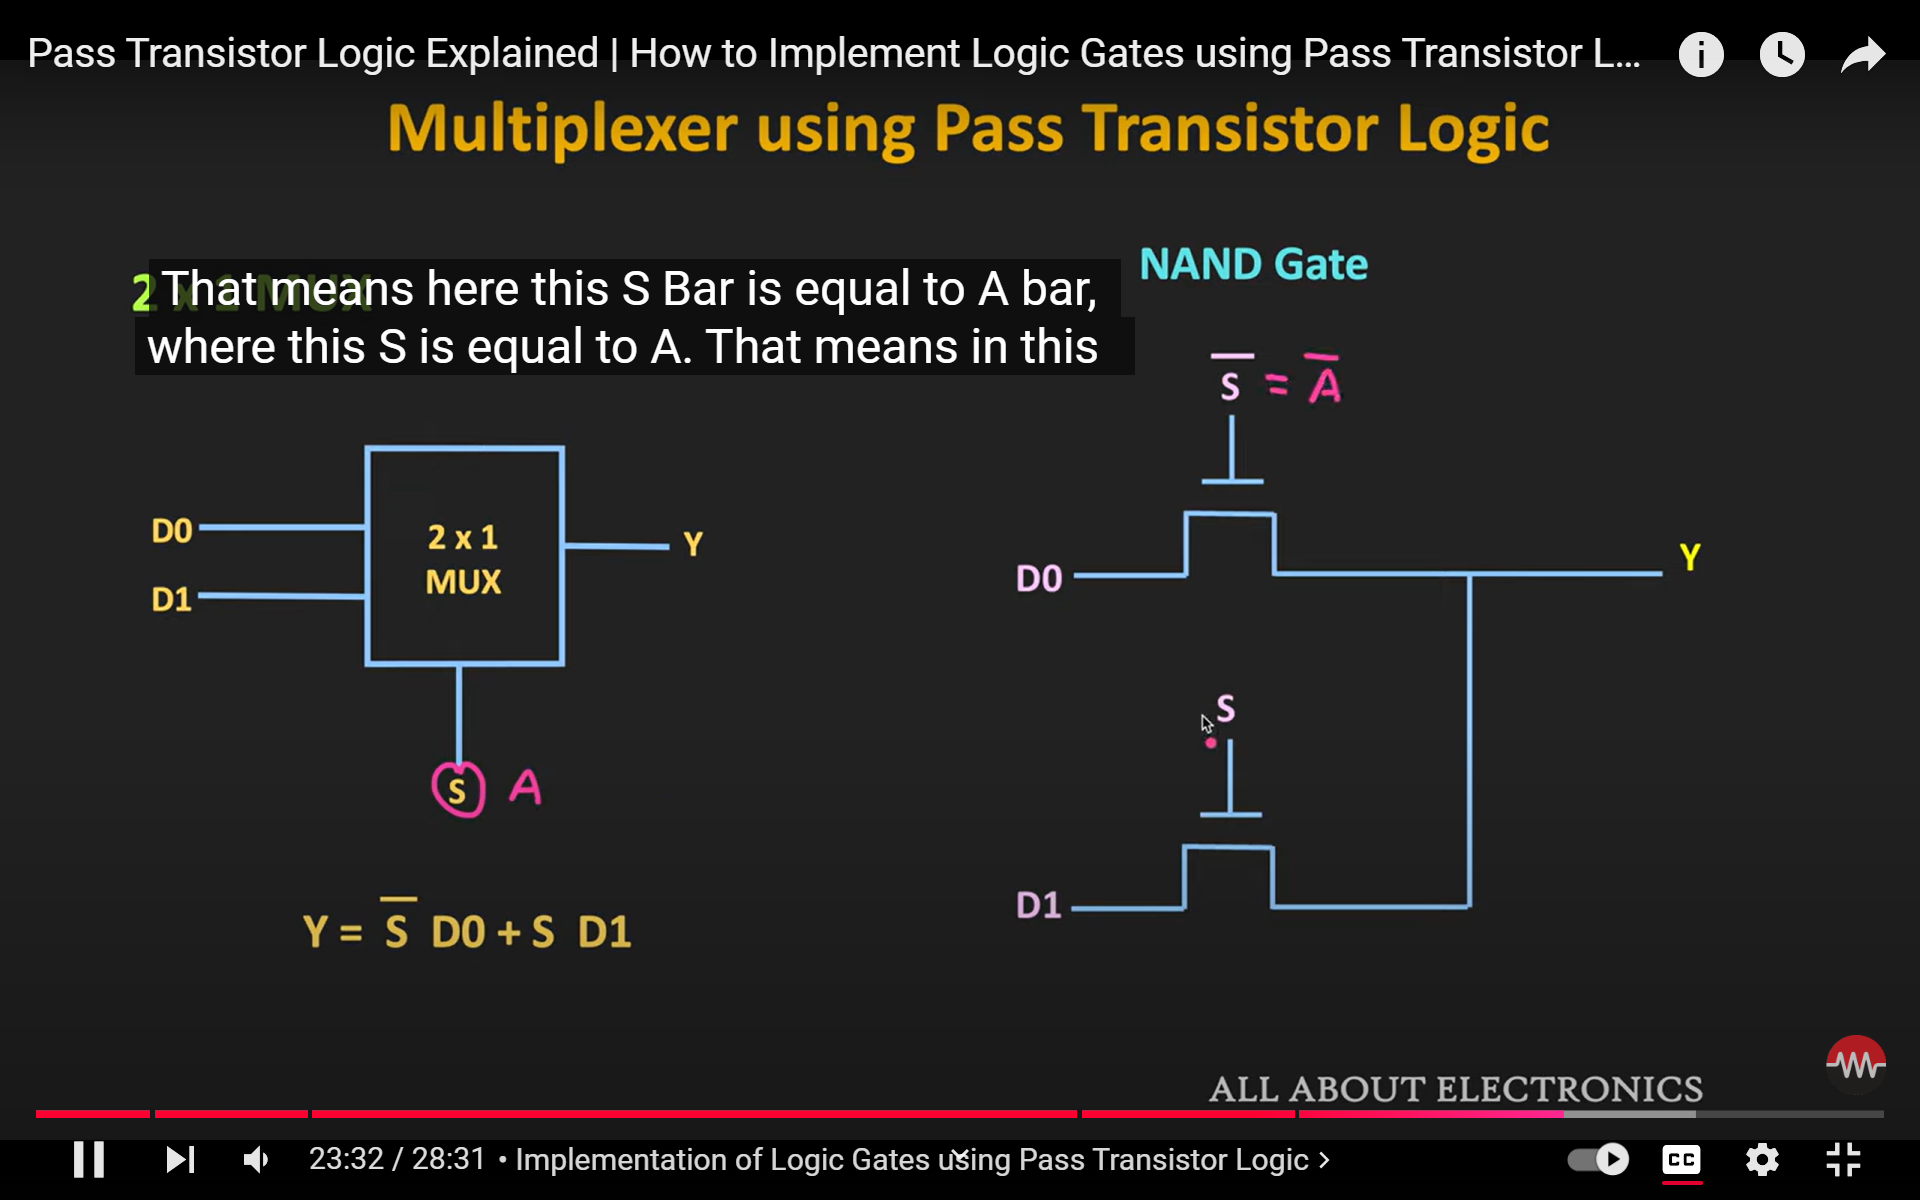 Pass Transistor Logic Explained | How to Implement Logic Gates using Pass Transistor L...
Multiplexer using Pass Transistor Logic
2 x 1 MUX
That means here this S Bar is equal to A bar,
where this S is equal to A. That means in this
NAND Gate
S̅ = A̅
D0
D1
2 x 1
MUX
Y
S A
Y = S̅ D0 + S D1
D0
Y
S
D1
ALL ABOUT ELECTRONICS
23:32 / 28:31 • Implementation of Logic Gates using Pass Transistor Logic >
CC